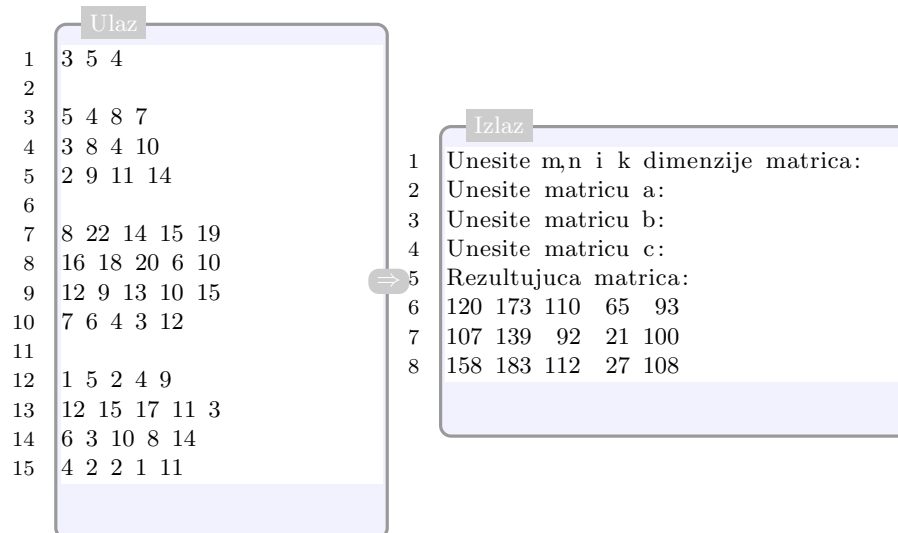 Ulaz
1 3 5 4
2
3 5 4 8 7
4 3 8 4 10
5 2 9 11 14
6
7 8 22 14 15 19
8 16 18 20 6 10
9 12 9 13 10 15
10 7 6 4 3 12
11
12 1 5 2 4 9
13 12 15 17 11 3
14 6 3 10 8 14
15 4 2 2 1 11
⇒
Izlaz
1 Unesite m,n i k dimenzije matrica:
2 Unesite matricu a:
3 Unesite matricu b:
4 Unesite matricu c:
5 Rezultujuca matrica:
6 120 173 110 65 93
7 107 139 92 21 100
8 158 183 112 27 108